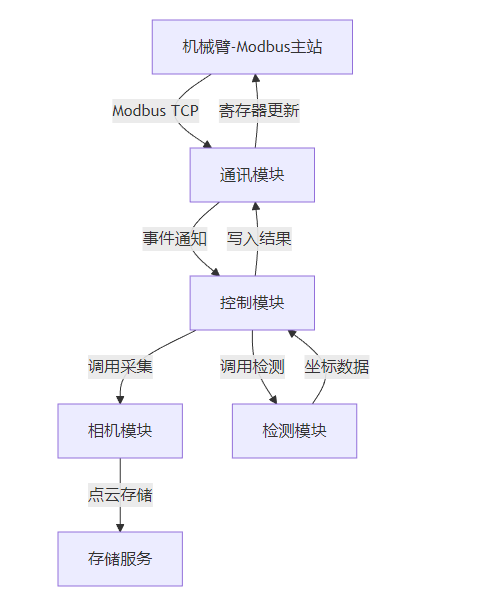 机械臂-Modbus主站
Modbus TCP
寄存器更新
通讯模块
事件通知
写入结果
控制模块
调用采集
调用检测
坐标数据
相机模块
检测模块
点云存储
存储服务